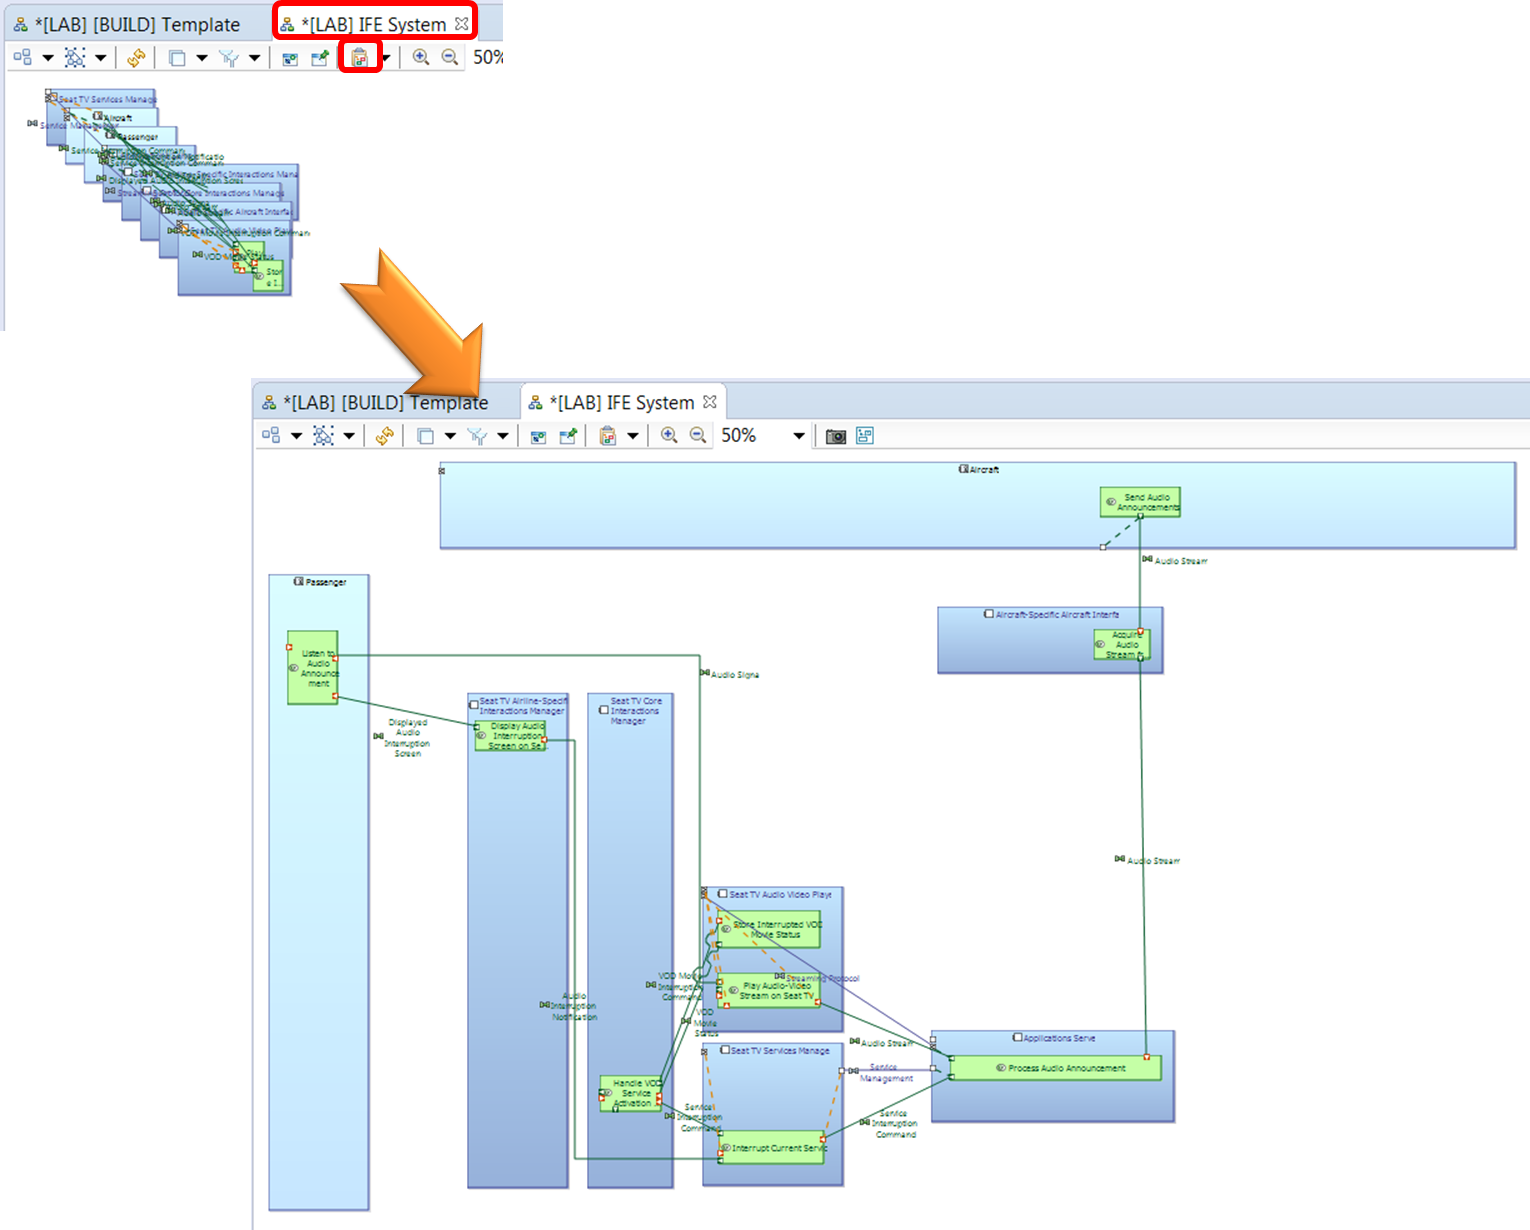 *[LAB] [BUILD] Template
*[LAB] IFE System
50%
Seat TV Services Manage
Aircraft
Passenger
Service Management
*[LAB] [BUILD] Template
*[LAB] IFE System
50%
Aircraft
Send Audio
Announcements
Audio Stream
Passenger
Aircraft-Specific Aircraft Interfa
Listen to
Audio
Announce
ment
Acquire
Audio
Stream
Audio Signa
Displayed
Audio
Interruption
Screen
Seat TV Airline-Specifi
Interactions Manager
Display Audio
Interruption
Screen on Se...
Seat TV Core
Interactions
Manager
Audio Stream
Seat TV Audio Video Playe
Store Interrupted VOD
Movie Status
Streaming Protocol
Play Audio-Video
Stream on Seat TV
VOD Movie
Interruption
Command
VOD
Movie
Status
Audio
Interruption
Notification
Audio Stream
Seat TV Services Manage
Service
Management
Applications Serve
Process Audio Announcement
Handle VOD
Service
Activation ...
Service
Interruption
Command
Service
Interruption
Command
Interrupt Current Servic